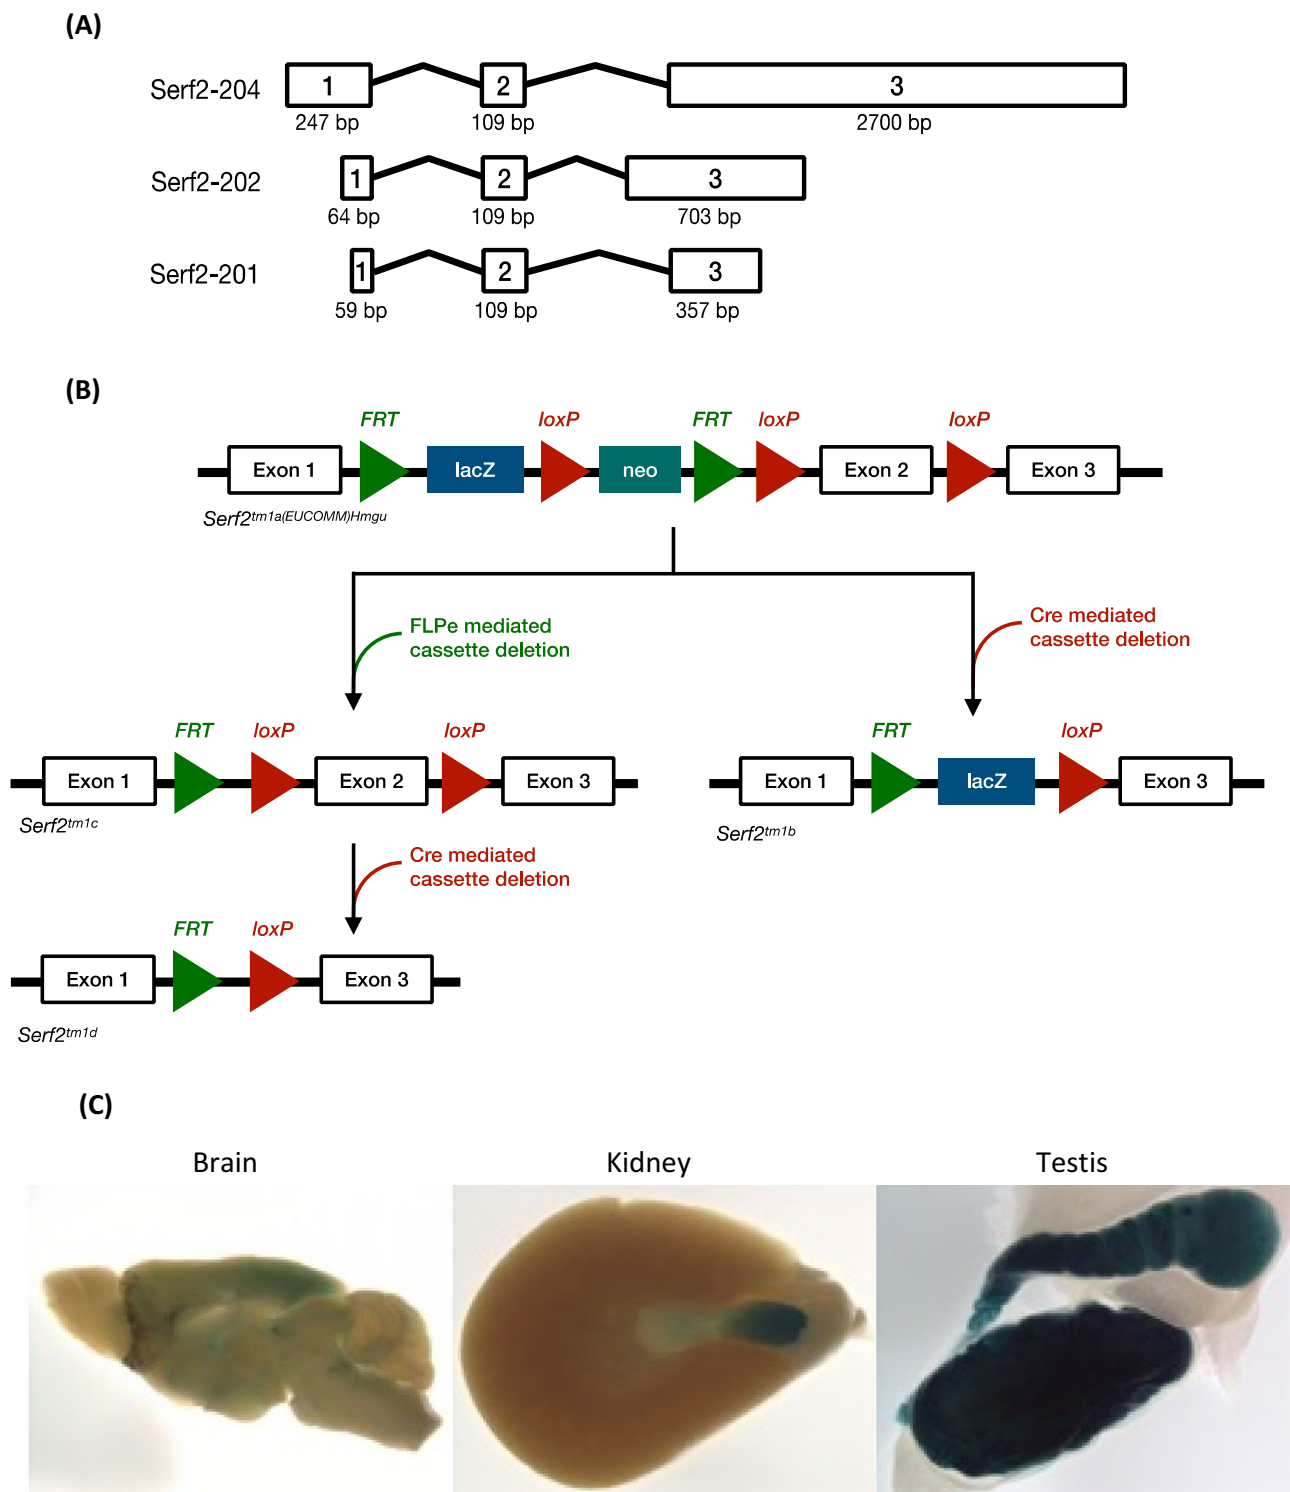 (A)
Serf2-204
1
2
3
247 bp
109 bp
2700 bp
Serf2-202
1
2
3
64 bp
109 bp
703 bp
Serf2-201
1
2
3
59 bp
109 bp
357 bp
(B)
FRT loxP FRT loxP loxP
Exon 1 lacZ neo Exon 2 Exon 3
Serf2tm1a(EUCOMM)Hmgu
FLPe mediated
cassette deletion
Cre mediated
cassette deletion
FRT loxP loxP
Exon 1 Exon 2 Exon 3
Serf2tm1c
FRT loxP
Exon 1 lacZ Exon 3
Serf2tm1b
Cre mediated
cassette deletion
FRT loxP
Exon 1 Exon 3
Serf2tm1d
(C)
Brain Kidney Testis